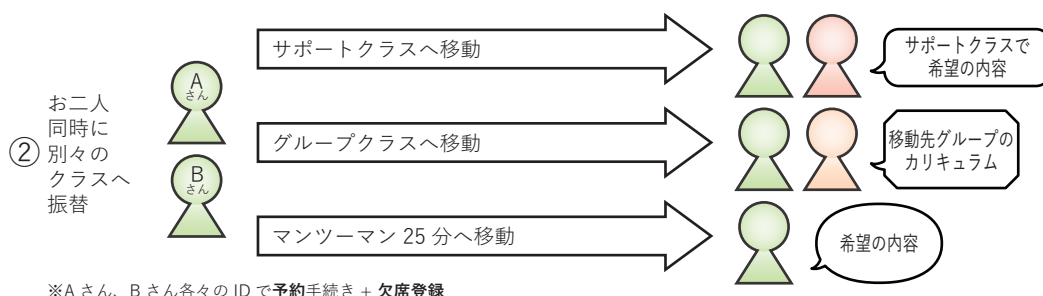 ②
お二人
同時に
別々の
クラスへ
振替
A
さん
B
さん
サポートクラスへ移動
サポートクラスで
希望の内容
グループクラスへ移動
移動先グループの
カリキュラム
マンツーマン 25 分へ移動
希望の内容
※A さん、B さん各々の ID で予約手続き + 欠席登録